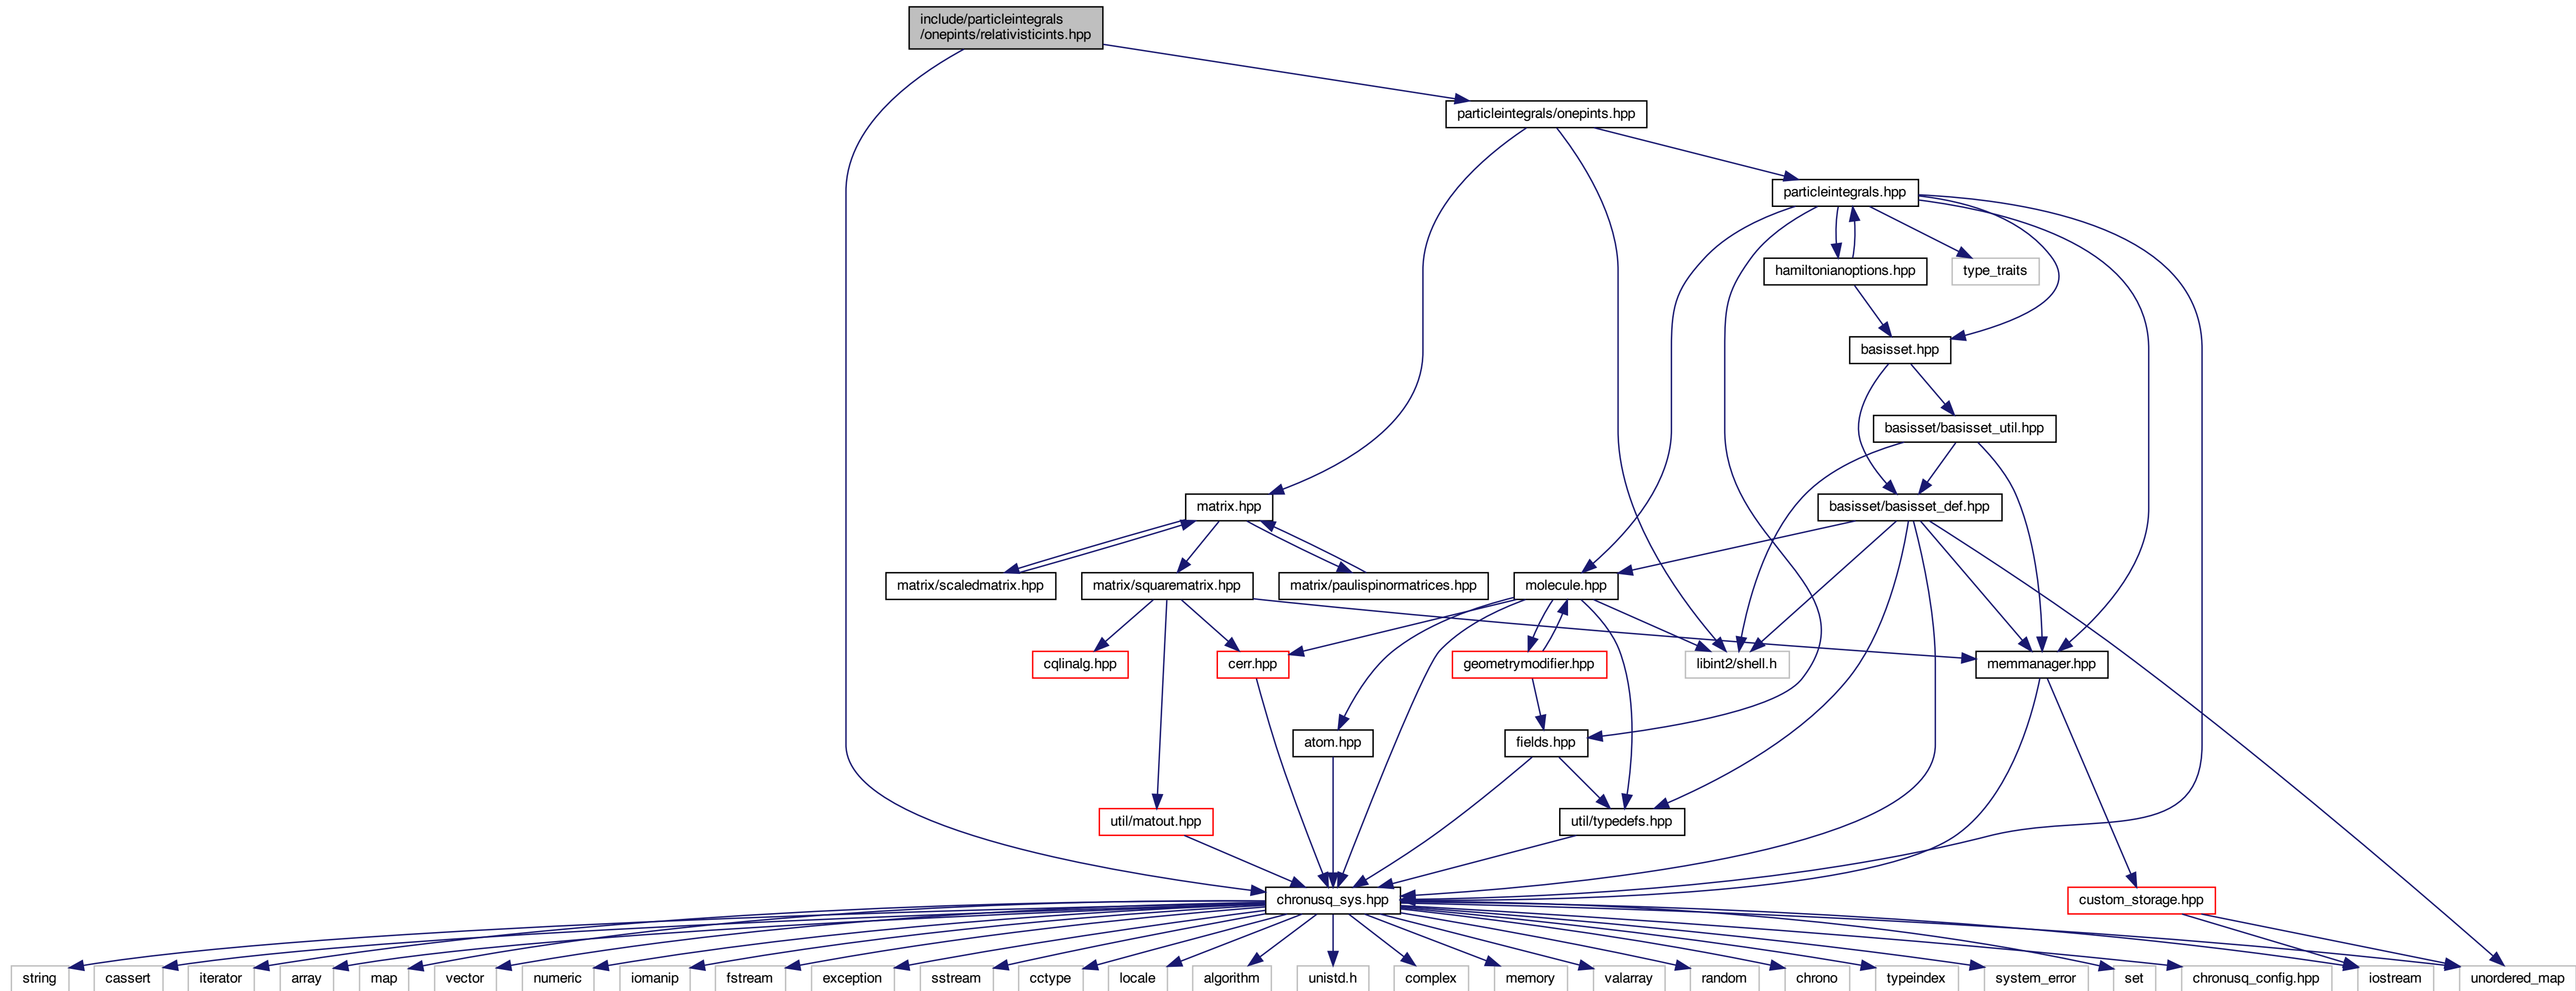 include/particleintegrals
/onepints/relativisticints.hpp
particleintegrals/onepints.hpp
particleintegrals.hpp
hamiltonianoptions.hpp
type_traits
basisset.hpp
basisset/basisset_util.hpp
matrix.hpp
basisset/basisset_def.hpp
matrix/scaledmatrix.hpp
matrix/squarematrix.hpp
matrix/paulispinormatrices.hpp
molecule.hpp
cqlinalg.hpp
cerr.hpp
geometrymodifier.hpp
libint2/shell.h
memmanager.hpp
atom.hpp
fields.hpp
util/matout.hpp
util/typedefs.hpp
chronusq_sys.hpp
custom_storage.hpp
string
cassert
iterator
array
map
vector
numeric
iomanip
fstream
exception
sstream
cctype
locale
algorithm
unistd.h
complex
memory
valarray
random
chrono
typeindex
system_error
set
chronusq_config.hpp
iostream
unordered_map